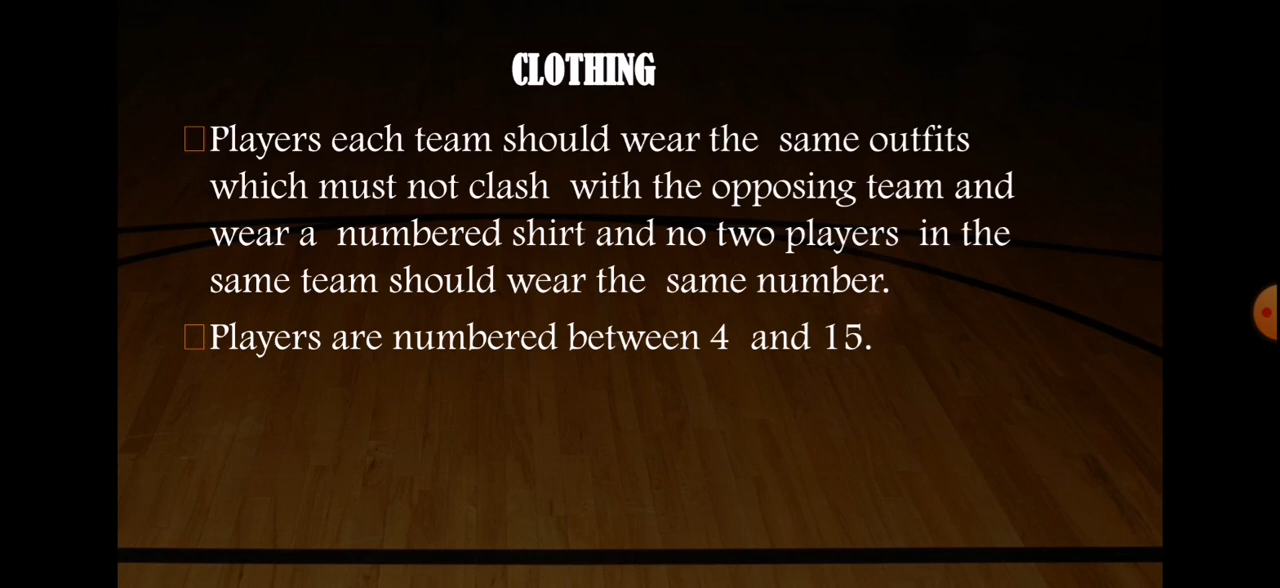 CLOTHING
Players each team should wear the same outfits
which must not clash with the opposing team and
wear a numbered shirt and no two players in the
same team should wear the same number.
Players are numbered between 4 and 15.